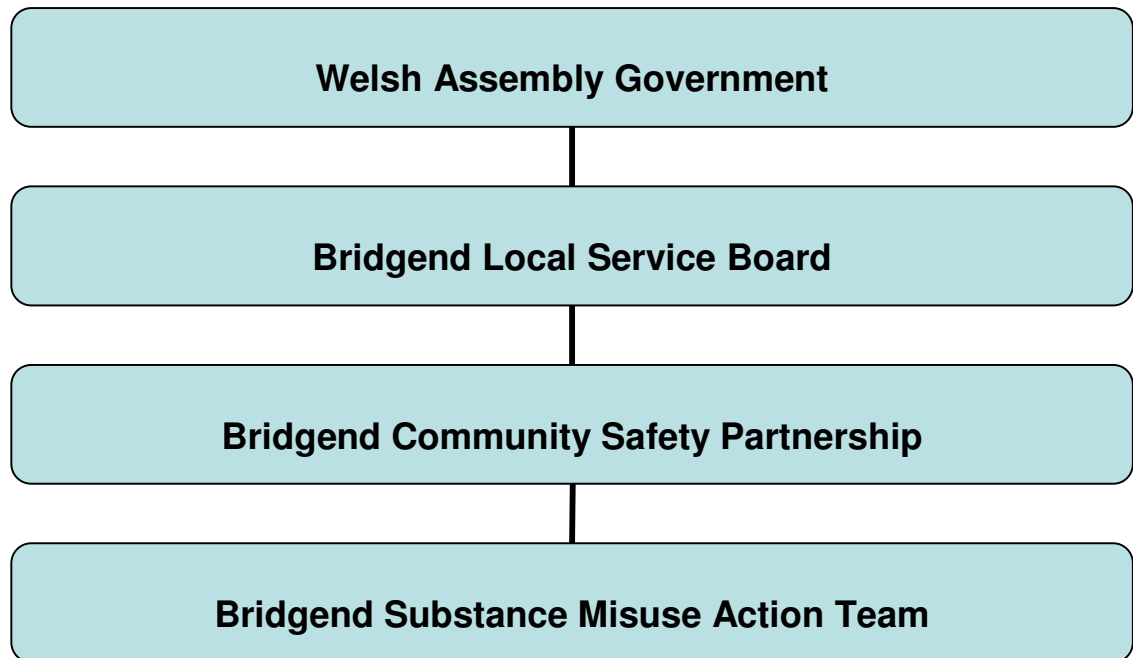 Welsh Assembly Government
Bridgend Local Service Board
Bridgend Community Safety Partnership
Bridgend Substance Misuse Action Team